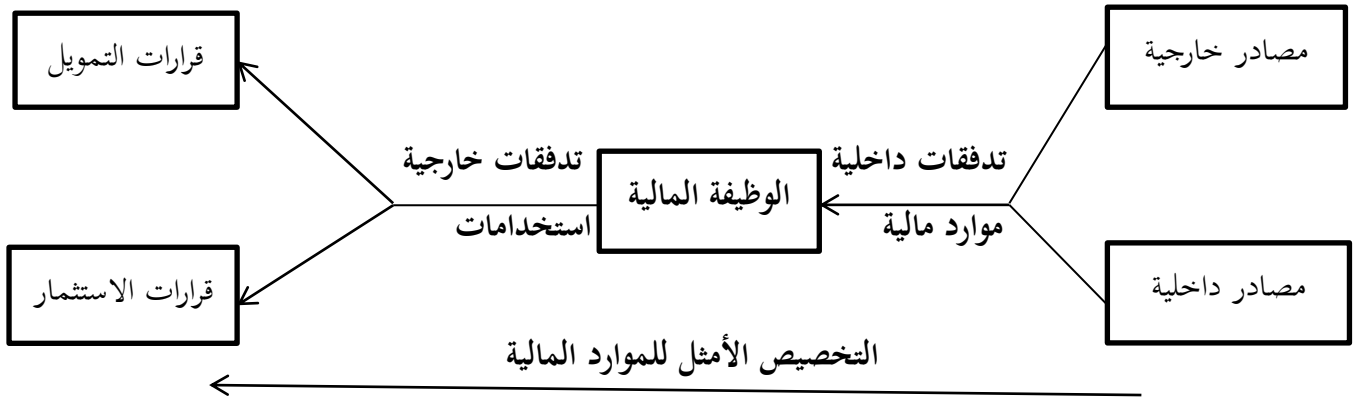 مصادر خارجية
قرارات التمويل
تدفقات داخلية
تدفقات خارجية
الوظيفة المالية
موارد مالية
استخدامات
مصادر داخلية
قرارات الاستثمار
التخصيص الأمثل للموارد المالية